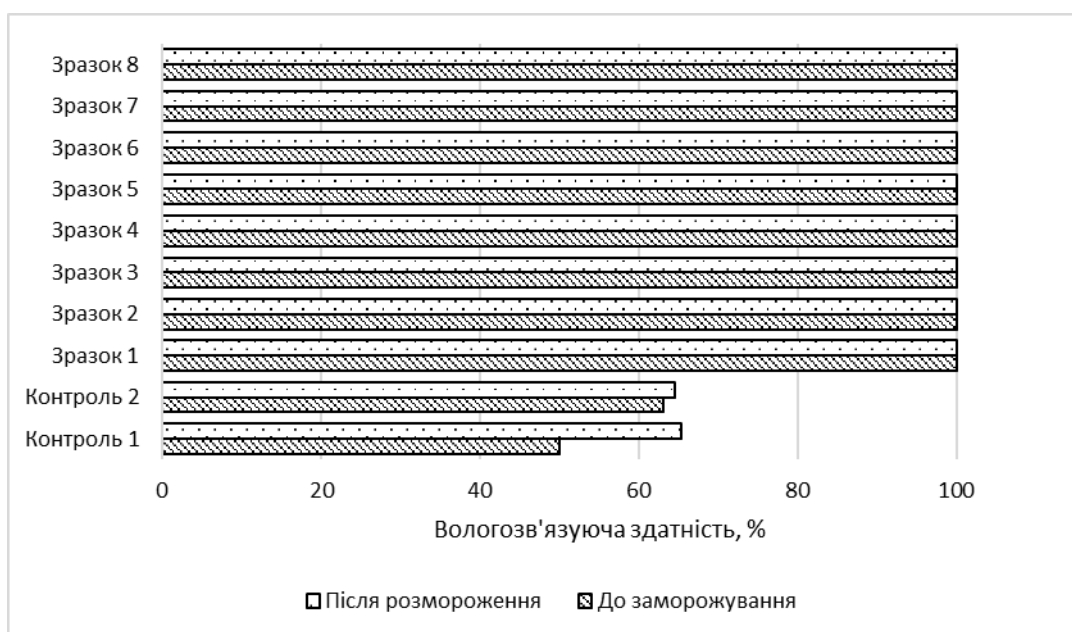 Зразок 8
Зразок 7
Зразок 6
Зразок 5
Зразок 4
Зразок 3
Зразок 2
Зразок 1
Контроль 2
Контроль 1
0 20 40 60 80 100
Вологозв'язуюча здатність, %
Після розмороження До заморожування